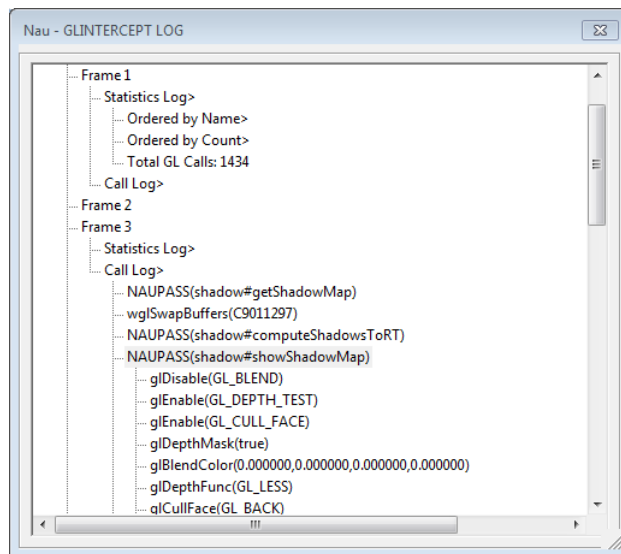 Nau - GLINTERCEPT LOG
Frame 1
Statistics Log>
Ordered by Name>
Ordered by Count>
Total GL Calls: 1434
Call Log>
Frame 2
Frame 3
Statistics Log>
Call Log>
NAUPASS(shadow#getShadowMap)
wglSwapBuffers(C9011297)
NAUPASS(shadow#computeShadowsToRT)
NAUPASS(shadow#showShadowMap)
glDisable(GL_BLEND)
glEnable(GL_DEPTH_TEST)
glEnable(GL_CULL_FACE)
glDepthMask(true)
glBlendColor(0.000000,0.000000,0.000000,0.000000)
glDepthFunc(GL_LESS)
glCullFace(GL_BACK)